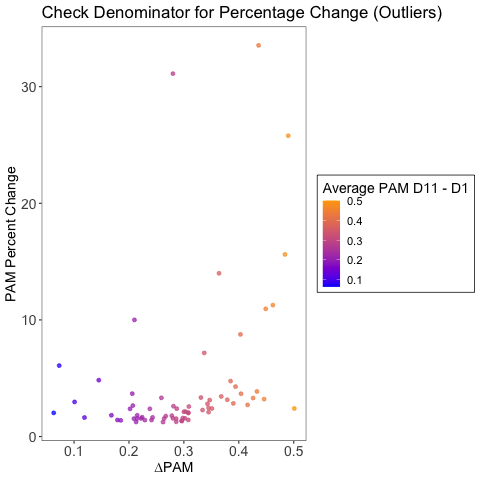 Check Denominator for Percentage Change (Outliers)
PAM Percent Change
30
20
10
0
0.1 0.2 0.3 0.4 0.5
ΔPAM
Average PAM D11 - D1
0.5
0.4
0.3
0.2
0.1